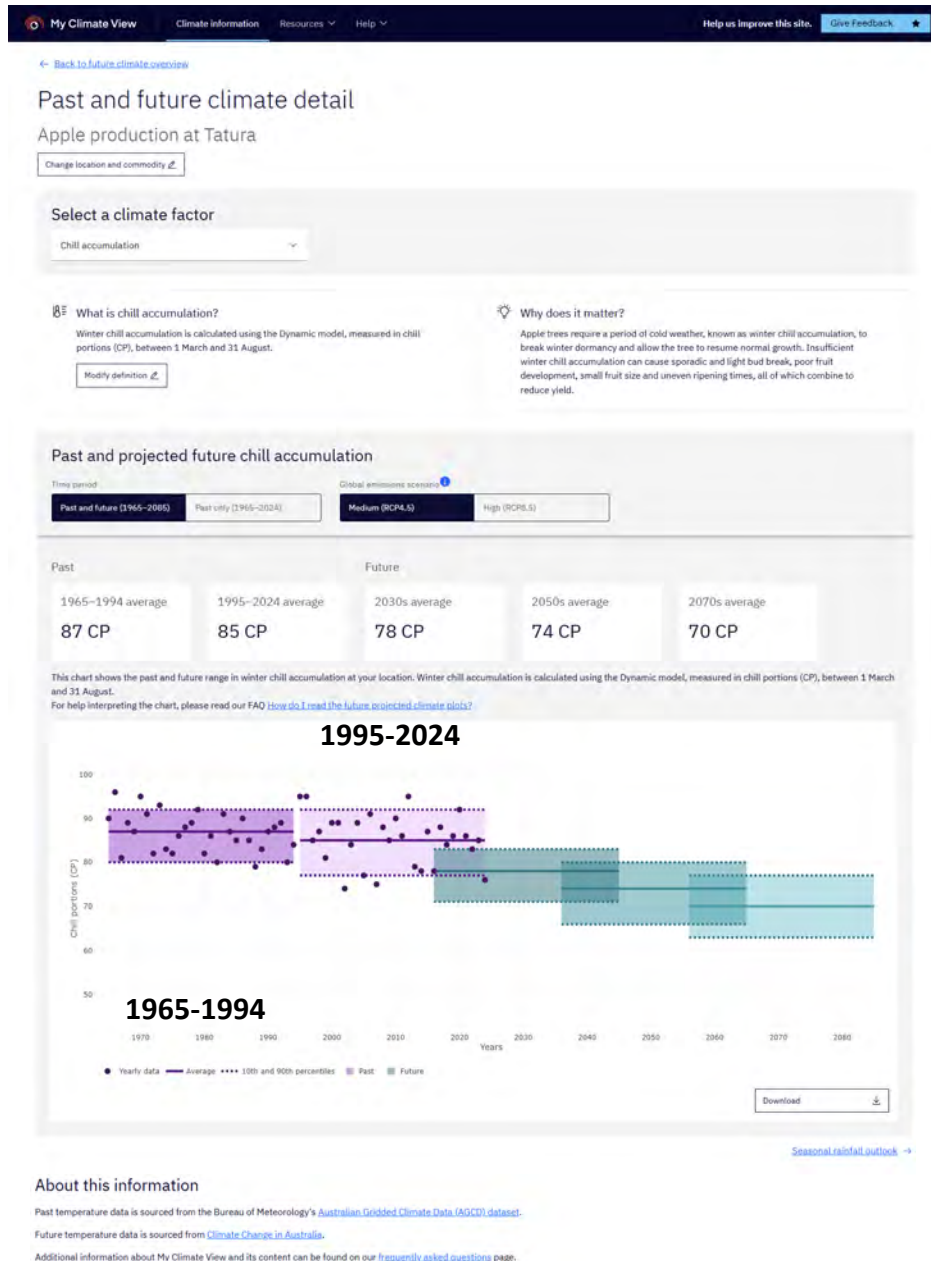 My Climate View
Climate information
Resources
Help
Help us improve this site.
Give Feedback
← Back to future climate overview
Past and future climate detail
Apple production at Tatura
Change location and commodity
Select a climate factor
Chill accumulation
What is chill accumulation?
Winter chill accumulation is calculated using the Dynamic model, measured in chill
portions (CP), between 1 March and 31 August.
Modify definition
Why does it matter?
Apple trees require a period of cold weather, known as winter chill accumulation, to
break winter dormancy and allow the tree to resume normal growth. Insufficient
winter chill accumulation can cause sporadic and light bud break, poor fruit
development, small fruit size and uneven ripening times, all of which combine to
reduce yield.
Past and projected future chill accumulation
Time period
Global emissions scenario
Past and future (1965–2085)
Past only (1965–2024)
Medium (RCP4.5)
High (RCP8.5)
Past
Future
1965–1994 average
87 CP
1995–2024 average
85 CP
2030s average
78 CP
2050s average
74 CP
2070s average
70 CP
This chart shows the past and future range in winter chill accumulation at your location. Winter chill accumulation is calculated using the Dynamic model, measured in chill portions (CP), between 1 March
and 31 August.
For help interpreting the chart, please read our FAQ How do I read the future projected climate plots?
1995-2024
100
90
80
70
60
50
Chill portions (CP)
1965-1994
1970
1980
1990
2000
2010
2020
2030
2040
2050
2060
2070
2080
Years
Yearly data
Average
10th and 90th percentiles
Past
Future
Download
Seasonal rainfall outlook →
About this information
Past temperature data is sourced from the Bureau of Meteorology's Australian Gridded Climate Data (AGCD) dataset.
Future temperature data is sourced from Climate Change in Australia.
Additional information about My Climate View and its content can be found on our frequently asked questions page.